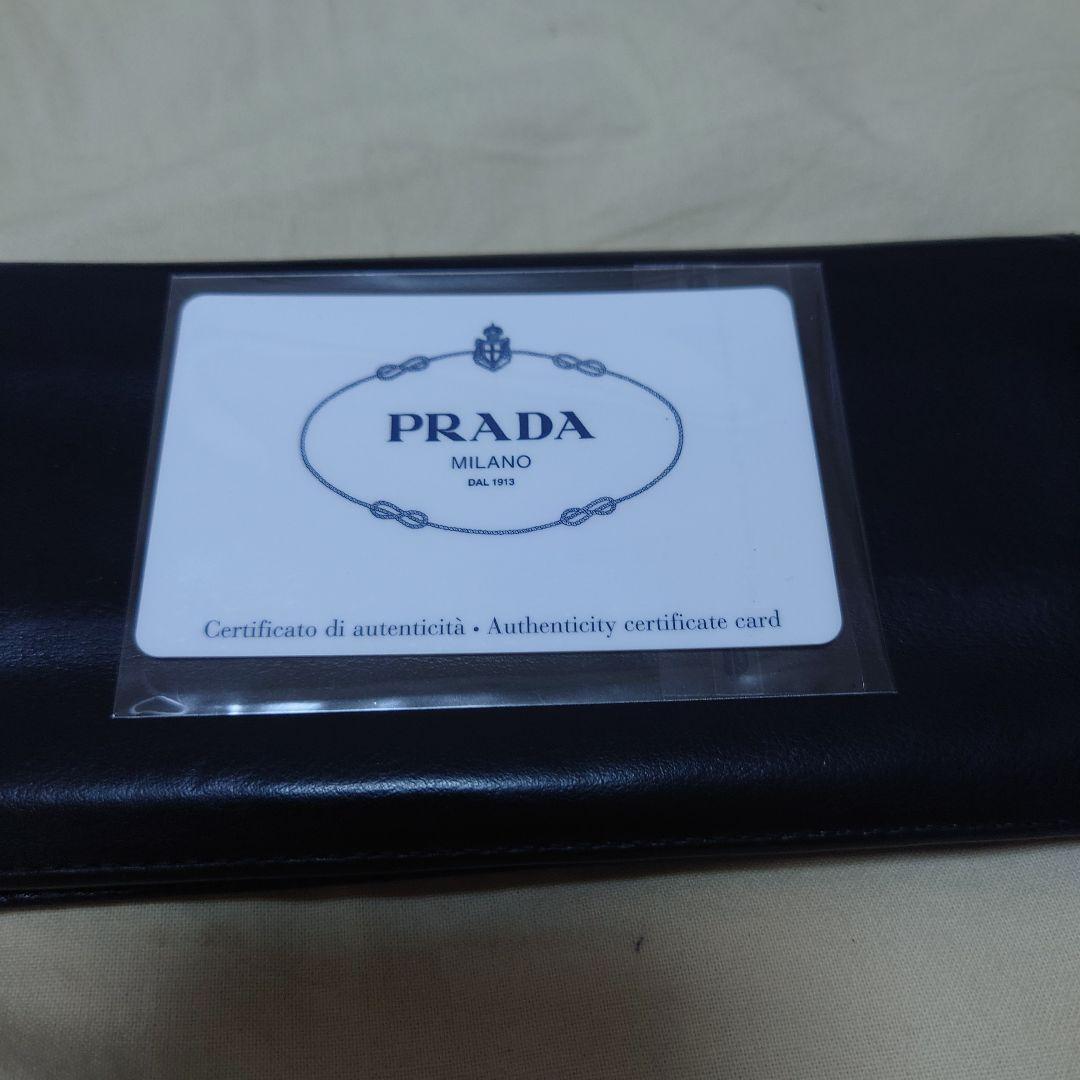 PRADA
MILANO
DAL 1913
Certificato di autenticità • Authenticity certificate card